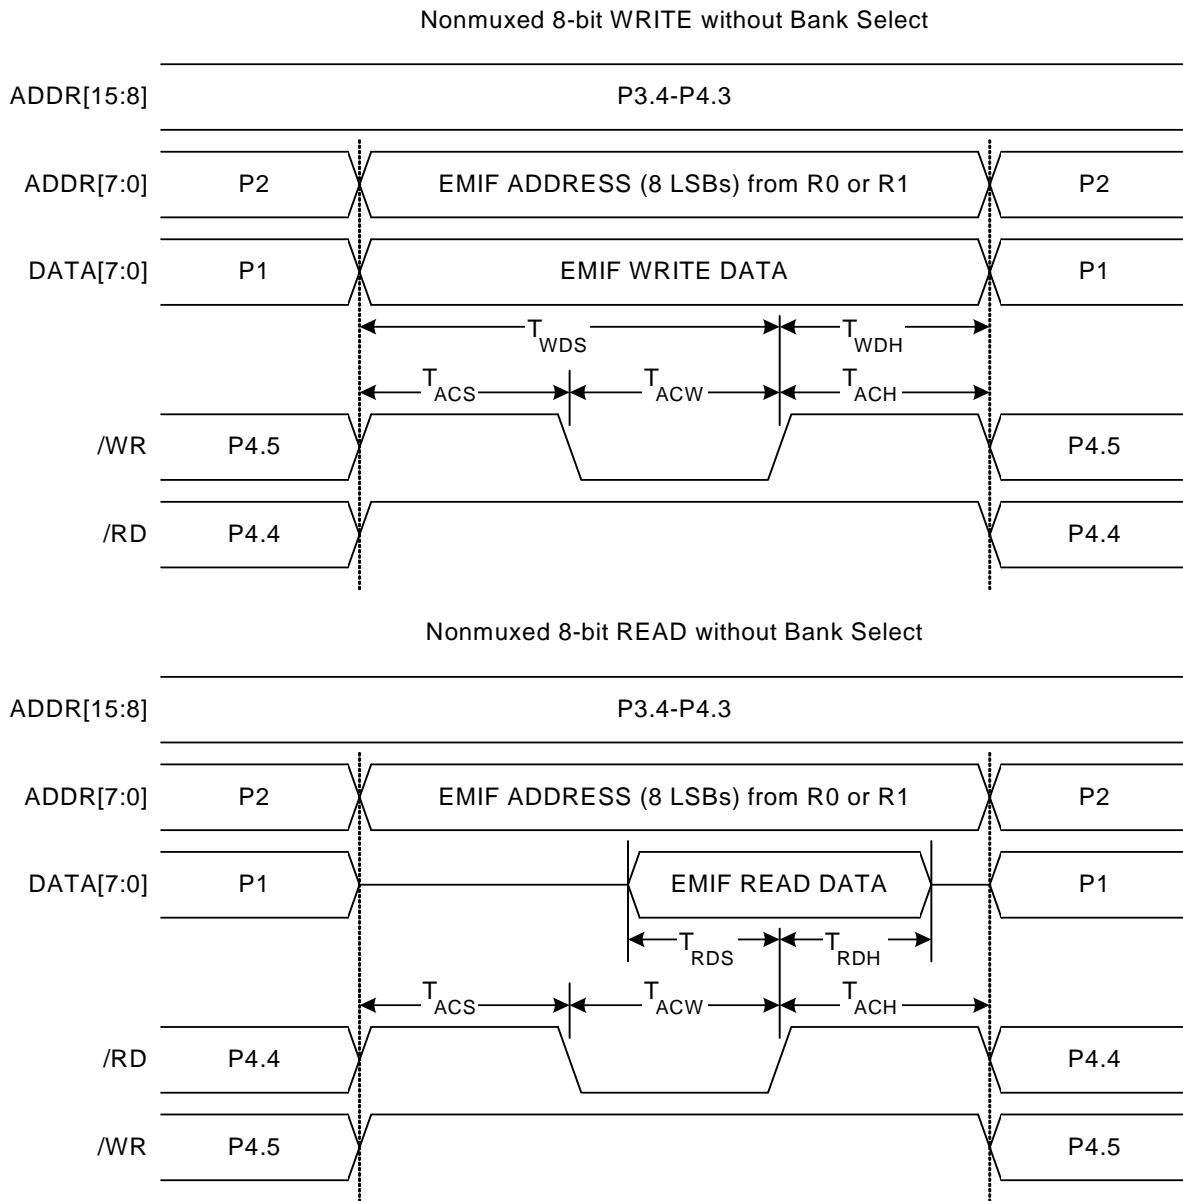 Nonmuxed 8-bit WRITE without Bank Select
ADDR[15:8] P3.4-P4.3
ADDR[7:0] P2 EMIF ADDRESS (8 LSBs) from R0 or R1 P2
DATA[7:0] P1 EMIF WRITE DATA P1
TWDS TWDH
TACS TACW TACH
/WR P4.5 P4.5
/RD P4.4 P4.4
Nonmuxed 8-bit READ without Bank Select
ADDR[15:8] P3.4-P4.3
ADDR[7:0] P2 EMIF ADDRESS (8 LSBs) from R0 or R1 P2
DATA[7:0] P1 EMIF READ DATA P1
TRDS TRDH
TACS TACW TACH
/RD P4.4 P4.4
/WR P4.5 P4.5